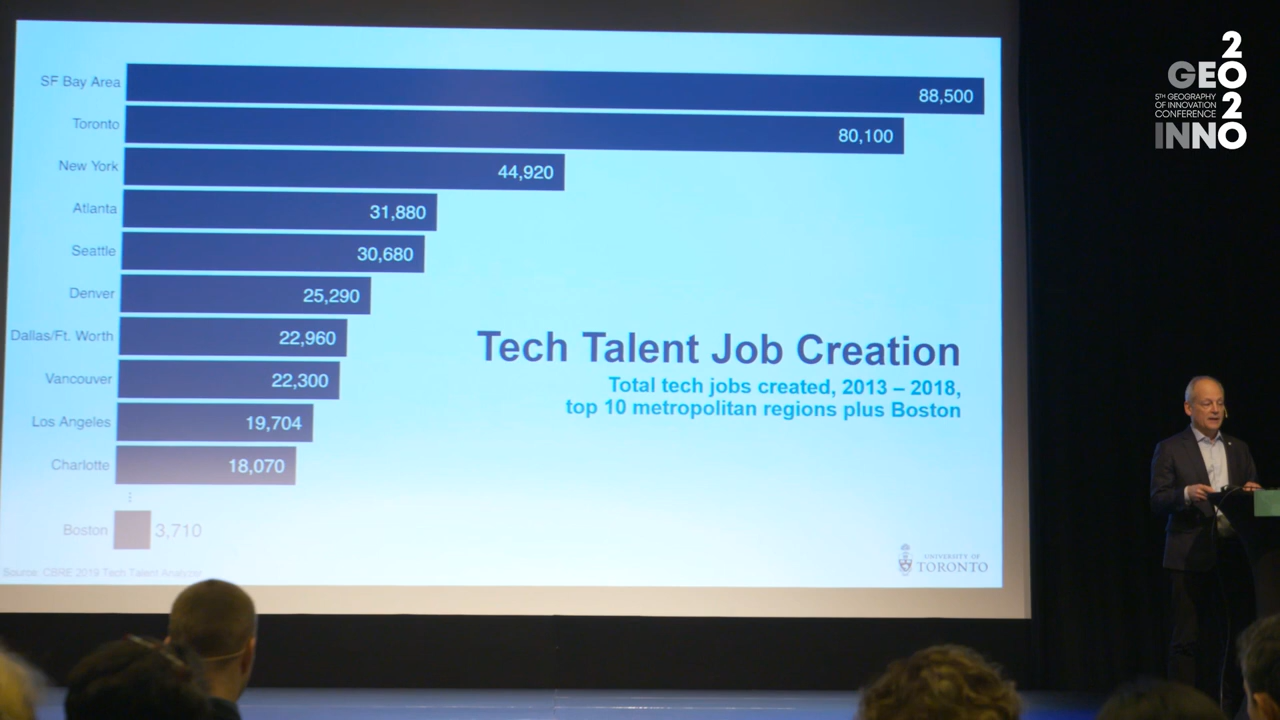 SF Bay Area 88,500
Toronto 80,100
New York 44,920
Atlanta 31,880
Seattle 30,680
Denver 25,290
Dallas/Ft. Worth 22,960
Vancouver 22,300
Los Angeles 19,704
Charlotte 18,070
⋮
Boston 3,710
Tech Talent Job Creation
Total tech jobs created, 2013 – 2018,
top 10 metropolitan regions plus Boston
Source: CBRE 2019 Tech Talent Analyzer
UNIVERSITY OF
TORONTO
2
GEO
5TH GEOGRAPHY
OF INNOVATION
CONFERENCE
2
INNO